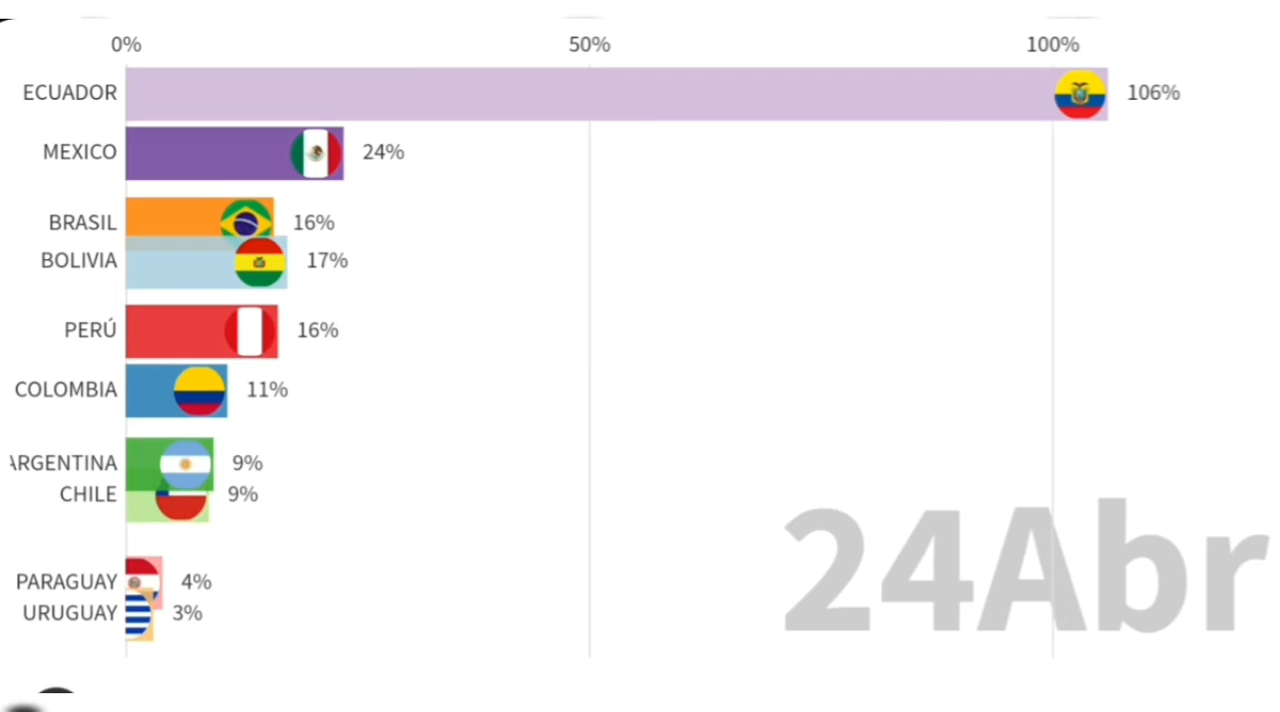 0% 50% 100%
ECUADOR 106%
MEXICO 24%
BRASIL 16%
BOLIVIA 17%
PERÚ 16%
COLOMBIA 11%
ARGENTINA 9%
CHILE 9%
PARAGUAY 4%
URUGUAY 3%
24Abr